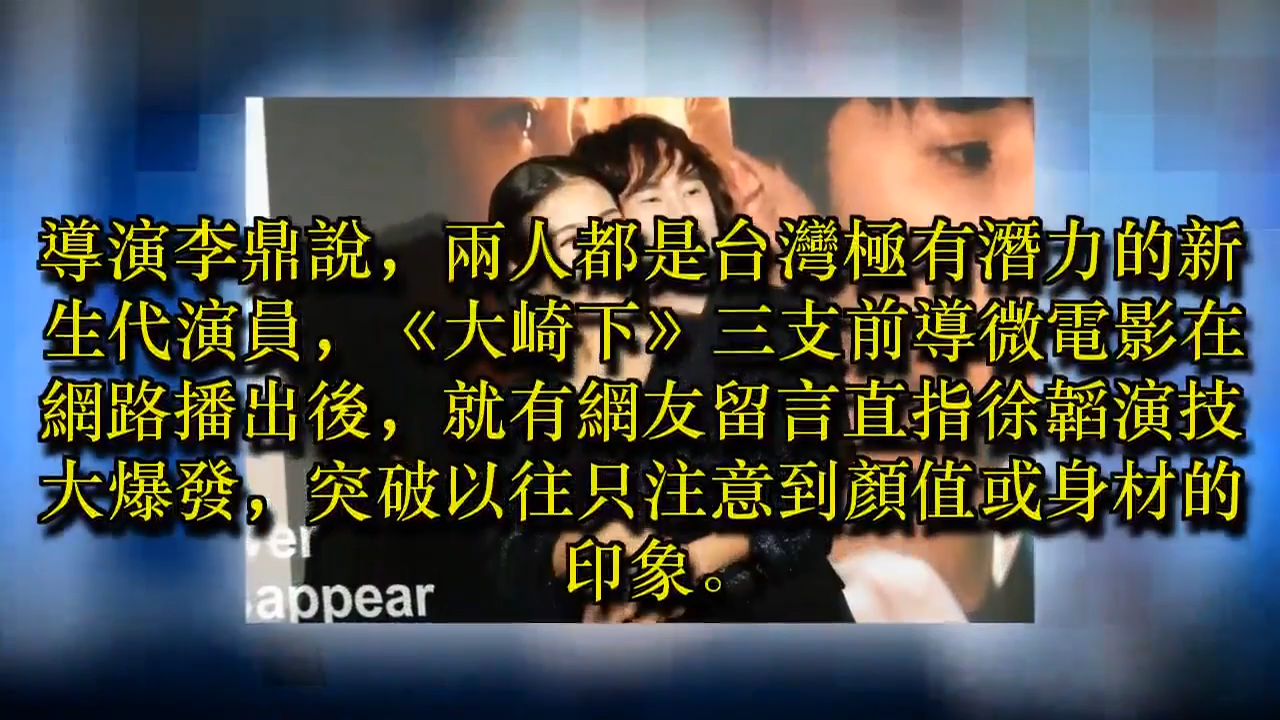 導演李鼎說，兩人都是台灣極有潛力的新
生代演員，《大崎下》三支前導微電影在
網路播出後，就有網友留言直指徐韜演技
大爆發，突破以往只注意到顏值或身材的
印象。